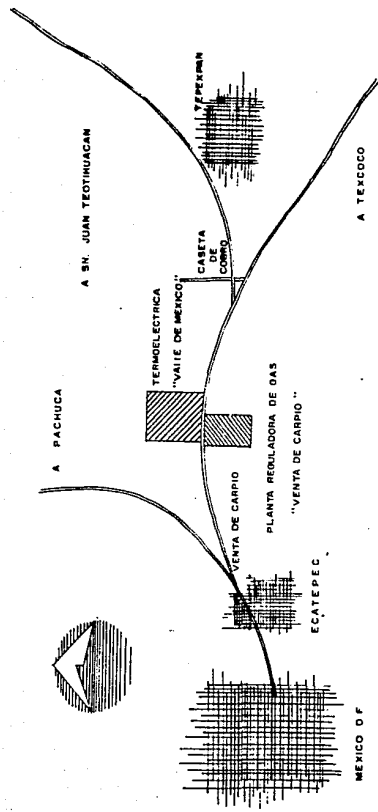 A PACHUCA
A SN. JUAN TEOTIHUACAN
TERMOELECTRICA
"VALLE DE MEXICO"
CASETA
DE
COBRO
TEPEXPAN
A TEXCOCO
VENTA DE CARPIO
PLANTA REGULADORA DE GAS
"VENTA DE CARPIO"
ECATEPEC
MEXICO D F